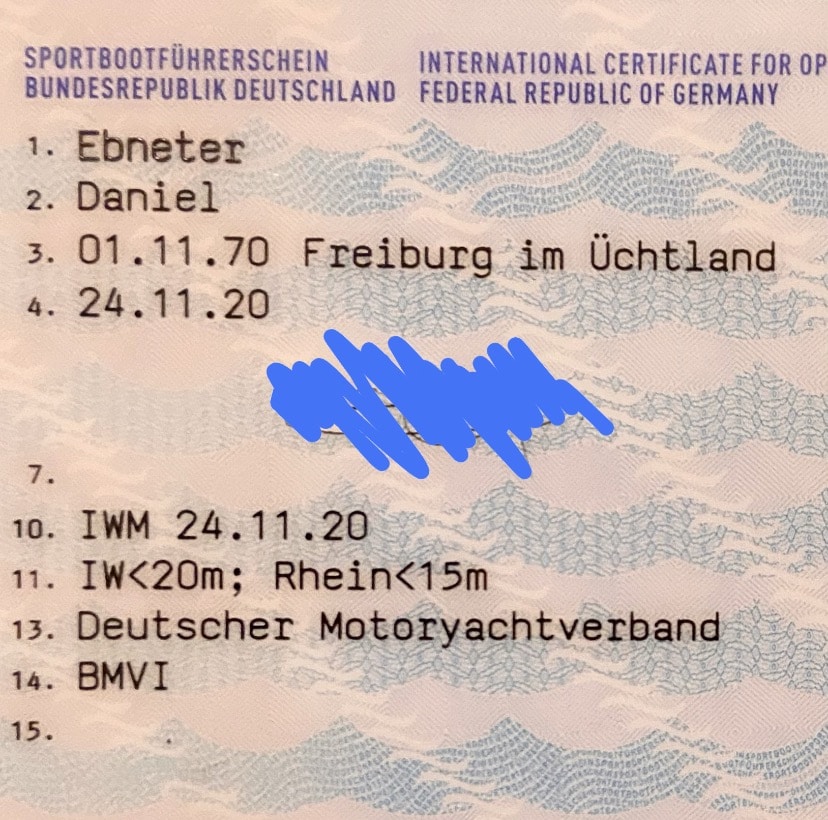 SPORTBOOTFÜHRERSCHEIN
BUNDESREPUBLIK DEUTSCHLAND
INTERNATIONAL CERTIFICATE FOR OP
FEDERAL REPUBLIC OF GERMANY
1. Ebneter
2. Daniel
3. 01.11.70 Freiburg im Üchtland
4. 24.11.20
7.
10. IWM 24.11.20
11. IW<20m; Rhein<15m
13. Deutscher Motoryachtverband
14. BMVI
15.